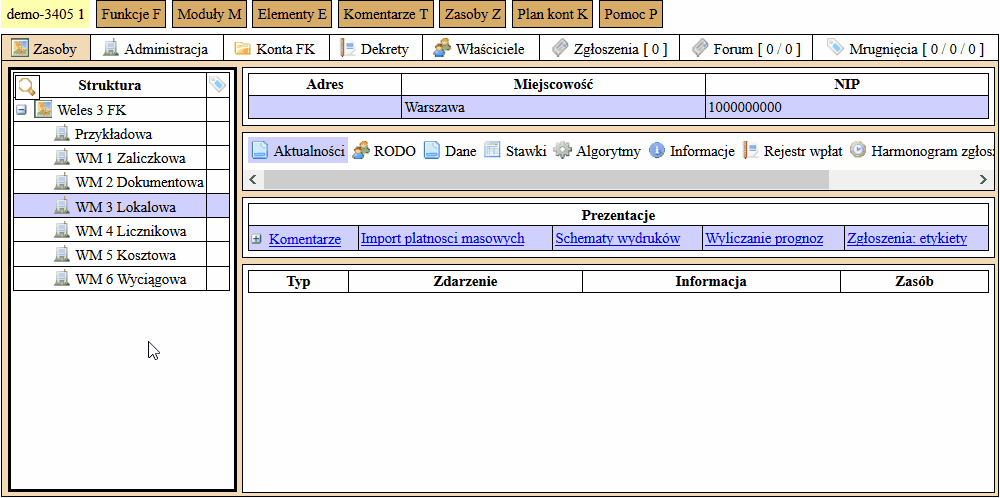 demo-3405 1 Funkcje F Moduły M Elementy E Komentarze T Zasoby Z Plan kont K Pomoc P
Zasoby Administracja Konta FK Dekrety Właściciele Zgłoszenia [ 0 ] Forum [ 0 / 0 ] Mrugnięcia [ 0 / 0 / 0 ]
Struktura
Weles 3 FK
Przykładowa
WM 1 Zaliczkowa
WM 2 Dokumentowa
WM 3 Lokalowa
WM 4 Licznikowa
WM 5 Kosztowa
WM 6 Wyciągowa
Adres Miejscowość NIP
Warszawa 1000000000
Aktualności RODO Dane Stawki Algorytmy Informacje Rejestr wpłat Harmonogram zgłosz
Prezentacje
Komentarze Import platnosci masowych Schematy wydruków Wyliczanie prognoz Zgłoszenia: etykiety
Typ Zdarzenie Informacja Zasób